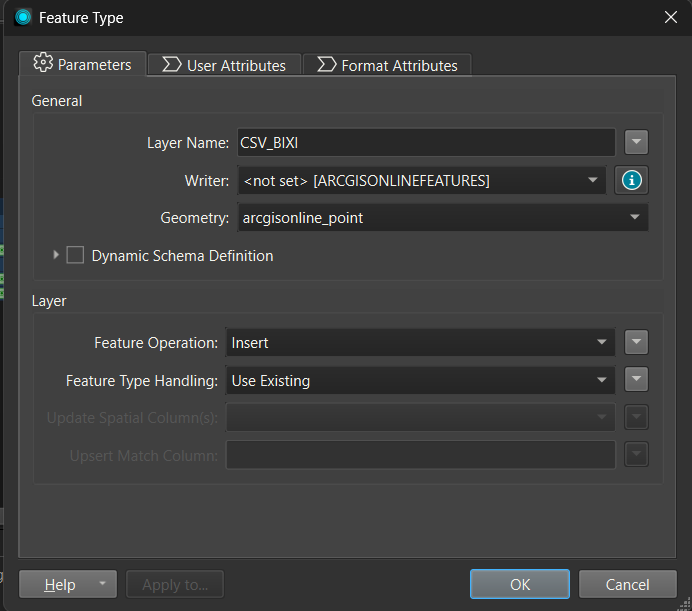 Feature Type
Parameters
User Attributes
Format Attributes
General
Layer Name: CSV_BIXI
Writer: <not set> [ARCGISONLINEFEATURES]
Geometry: arcgisonline_point
Dynamic Schema Definition
Layer
Feature Operation: Insert
Feature Type Handling: Use Existing
Update Spatial Column(s):
Upsert Match Column:
Help
Apply to...
OK
Cancel